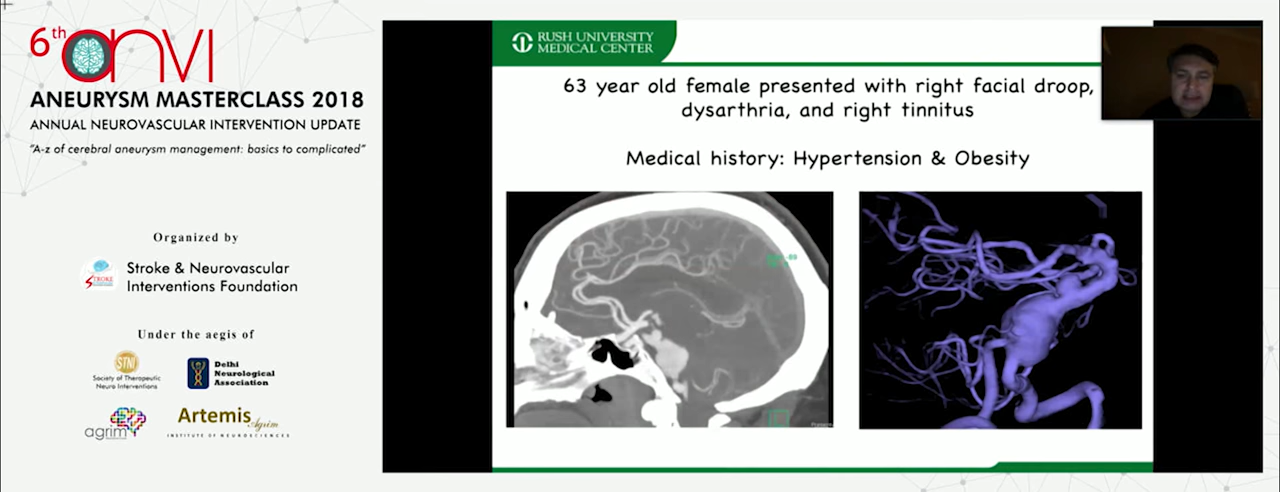 6th anvi
ANEURYSM MASTERCLASS 2018
ANNUAL NEUROVASCULAR INTERVENTION UPDATE
"A-z of cerebral aneurysm management: basics to complicated"
Organized by
STROKE
Stroke & Neurovascular
Interventions Foundation
Under the aegis of
STNI
Society of Therapeutic
Neuro Interventions
Delhi
Neurological
Association
agrim
Artemis
Agrim
INSTITUTE OF NEUROSCIENCES
RUSH UNIVERSITY
MEDICAL CENTER
63 year old female presented with right facial droop,
dysarthria, and right tinnitus
Medical history: Hypertension & Obesity